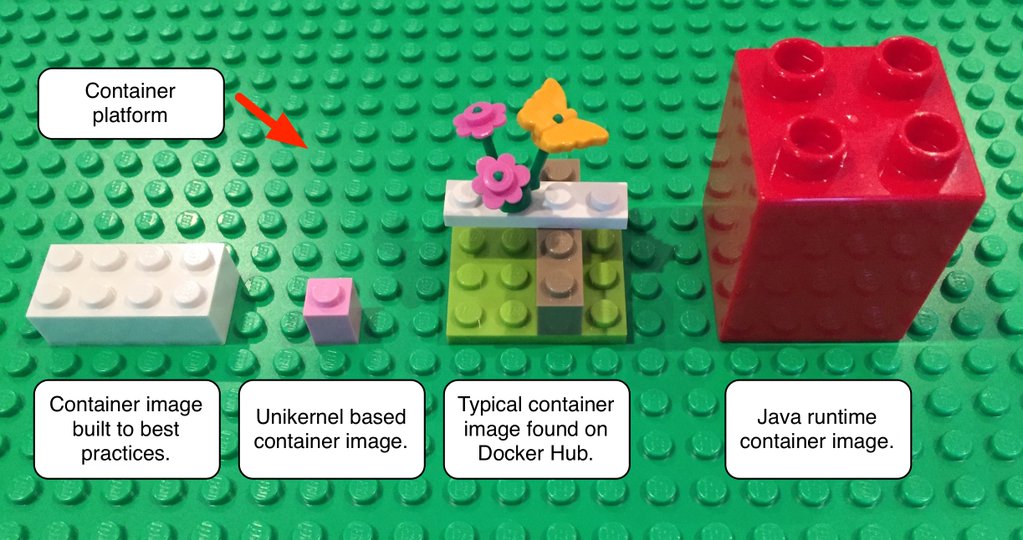 Container
platform
Container image
built to best
practices.
Unikernel based
container image.
Typical container
image found on
Docker Hub.
Java runtime
container image.